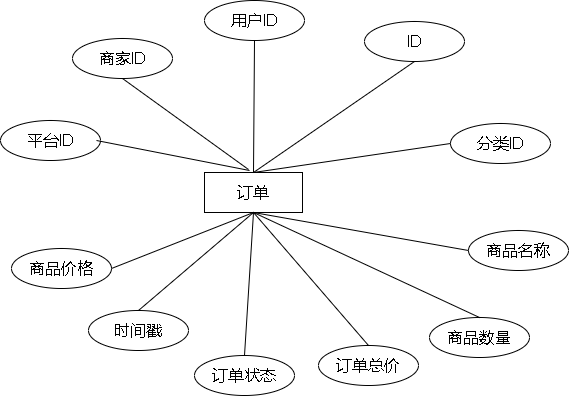 用户ID
ID
商家ID
平台ID
分类ID
订单
商品名称
商品价格
时间戳
商品数量
订单总价
订单状态